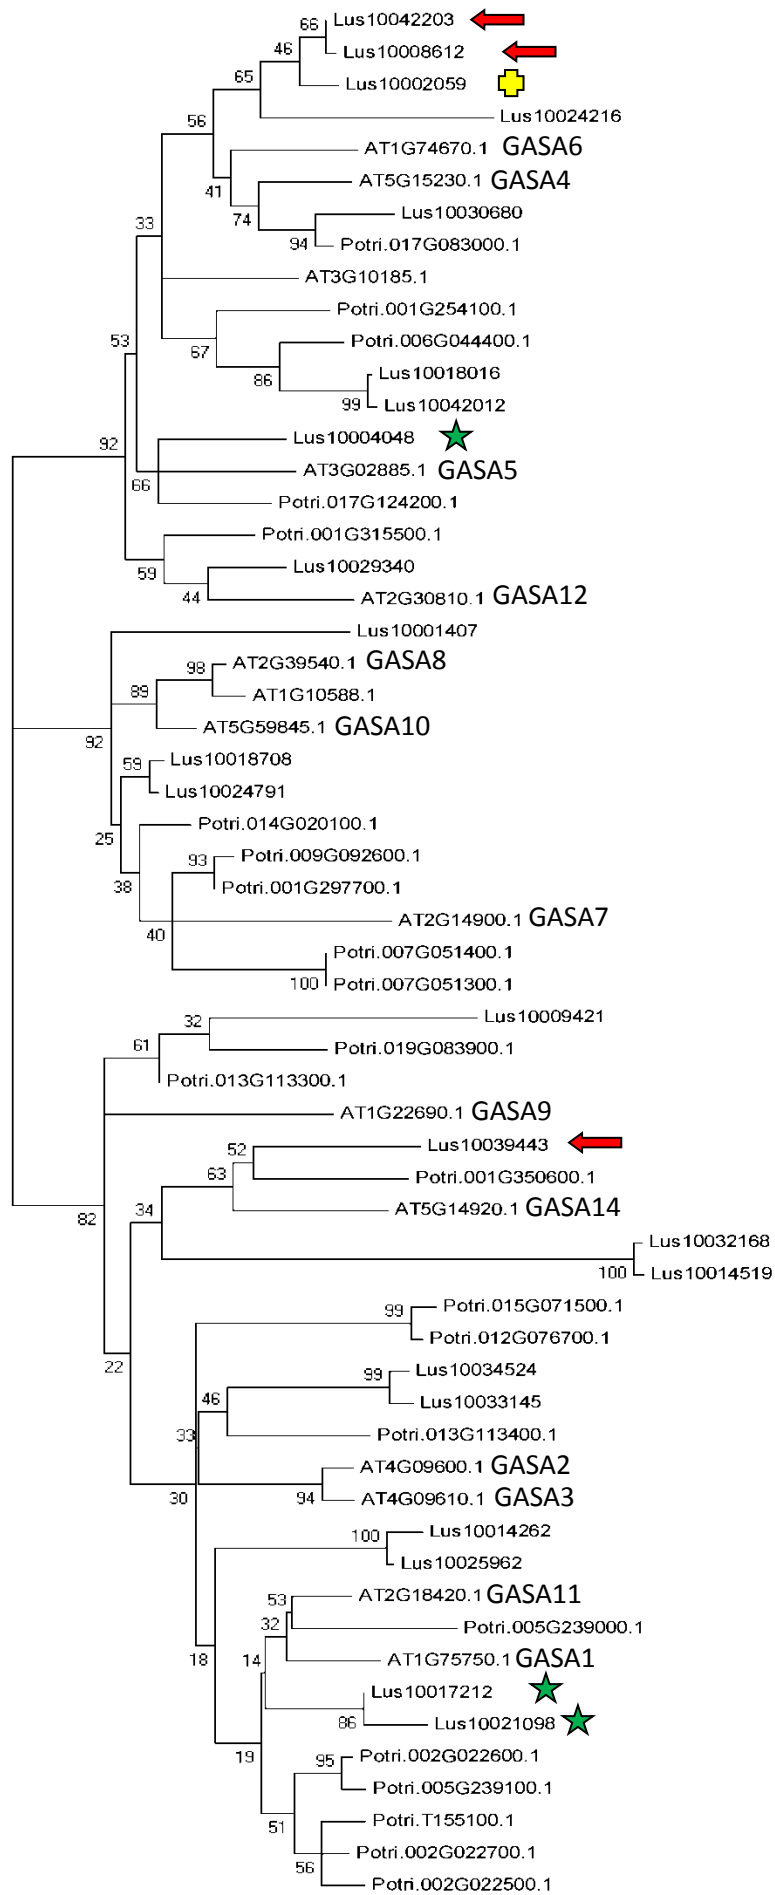 66
Lus10042203
46
Lus10008612
65
Lus10002059
Lus10024216
56
AT1G74670.1 GASA6
41
AT5G15230.1 GASA4
74
Lus10030680
33
94
Potri.017G083000.1
AT3G10185.1
Potri.001G254100.1
53
67
Potri.006G044400.1
86
Lus10018016
99
Lus10042012
92
Lus10004048
66
AT3G02885.1 GASA5
Potri.017G124200.1
Potri.001G315500.1
59
Lus10029340
44
AT2G30810.1 GASA12
Lus10001407
98
AT2G39540.1 GASA8
89
AT1G10588.1
92
AT5G59845.1 GASA10
59
Lus10018708
Lus10024791
25
Potri.014G020100.1
93
Potri.009G092600.1
38
Potri.001G297700.1
40
AT2G14900.1 GASA7
Potri.007G051400.1
100
Potri.007G051300.1
32
Lus10009421
61
Potri.019G083900.1
Potri.013G113300.1
AT1G22690.1 GASA9
52
Lus10039443
63
Potri.001G350600.1
82
34
AT5G14920.1 GASA14
Lus10032168
100
Lus10014519
99
Potri.015G071500.1
22
Potri.012G076700.1
99
Lus10034524
46
Lus10033145
33
Potri.013G113400.1
AT4G09600.1 GASA2
30
94
AT4G09610.1 GASA3
100
Lus10014262
Lus10025962
53
AT2G18420.1 GASA11
32
Potri.005G239000.1
18
14
AT1G75750.1 GASA1
Lus10017212
86
Lus10021098
19
95
Potri.002G022600.1
Potri.005G239100.1
51
Potri.T155100.1
Potri.002G022700.1
56
Potri.002G022500.1